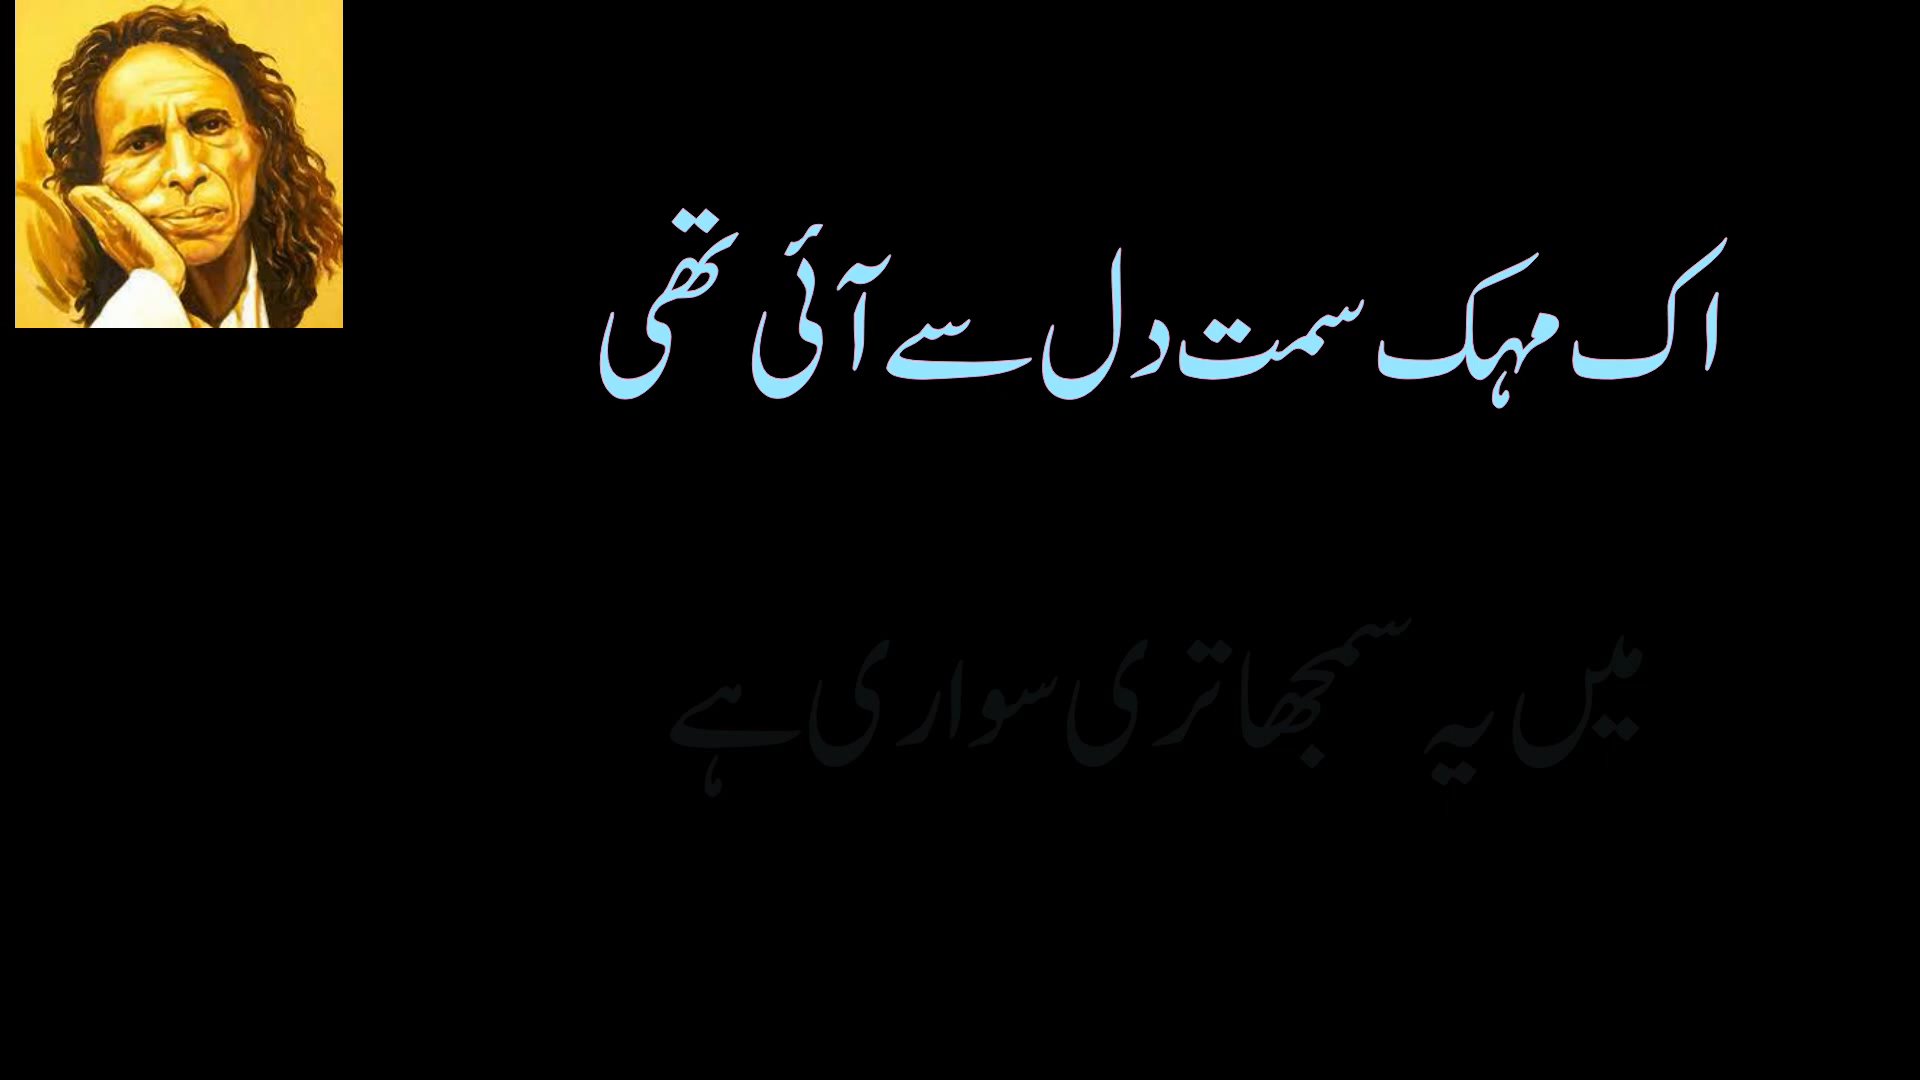 اک مہک سمت دل سے آئی تھی
میں یہ سمجھا تری سواری ہے